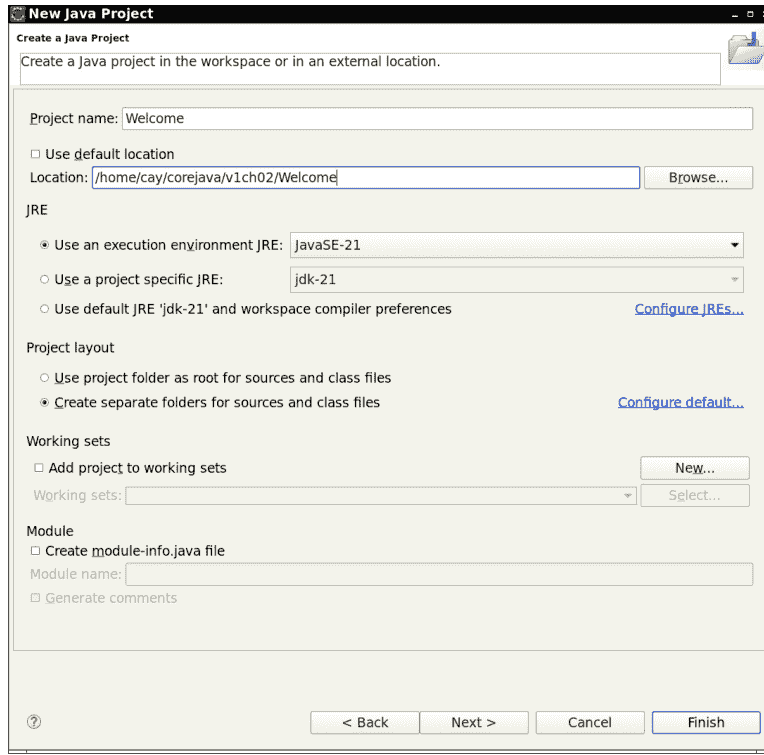 New Java Project
Create a Java Project
Create a Java project in the workspace or in an external location.
Project name: Welcome
Use default location
Location: /home/cay/corejava/v1ch02/Welcome Browse...
JRE
Use an execution environment JRE: JavaSE-21
Use a project specific JRE: jdk-21
Use default JRE 'jdk-21' and workspace compiler preferences Configure JREs...
Project layout
Use project folder as root for sources and class files
Create separate folders for sources and class files Configure default...
Working sets
Add project to working sets New...
Working sets: Select...
Module
Create module-info.java file
Module name:
Generate comments
? < Back Next > Cancel Finish